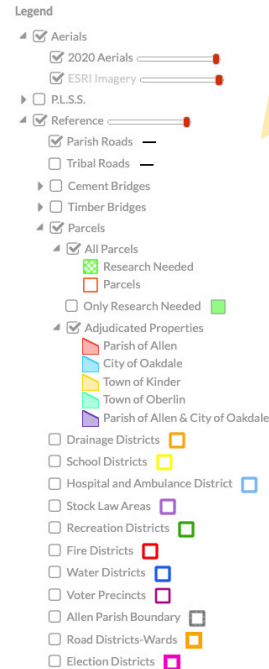 Legend
Aerials
2020 Aerials
ESRI Imagery
P.L.S.S.
Reference
Parish Roads
Tribal Roads
Cement Bridges
Timber Bridges
Parcels
All Parcels
Research Needed
Parcels
Only Research Needed
Adjudicated Properties
Parish of Allen
City of Oakdale
Town of Kinder
Town of Oberlin
Parish of Allen & City of Oakdale
Drainage Districts
School Districts
Hospital and Ambulance District
Stock Law Areas
Recreation Districts
Fire Districts
Water Districts
Voter Precincts
Allen Parish Boundary
Road Districts-Wards
Election Districts